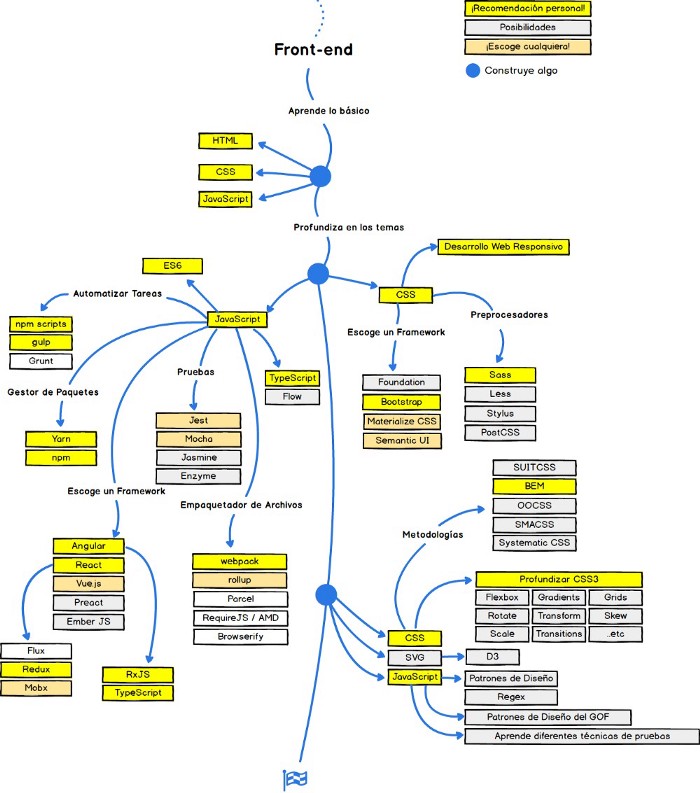 ¡Recomendación personal!
Posibilidades
¡Escoge cualquiera!
Construye algo
Front-end
Aprende lo básico
HTML
CSS
JavaScript
Profundiza en los temas
Desarrollo Web Responsivo
ES6
CSS
Automatizar Tareas
JavaScript
Preprocesadores
npm scripts
gulp
Grunt
Escoge un Framework
Pruebas
TypeScript
Flow
Foundation
Bootstrap
Materialize CSS
Semantic UI
Sass
Less
Stylus
PostCSS
Gestor de Paquetes
Yarn
npm
Jest
Mocha
Jasmine
Enzyme
Escoge un Framework
Empaquetador de Archivos
SUITCSS
BEM
OOCSS
SMACSS
Systematic CSS
Metodologías
Angular
React
Vue.js
Preact
Ember JS
webpack
rollup
Parcel
RequireJS / AMD
Browserify
Profundizar CSS3
Flexbox Gradients Grids
Rotate Transform Skew
Scale Transitions ..etc
Flux
Redux
Mobx
RxJS
TypeScript
CSS
SVG
JavaScript
D3
Patrones de Diseño
Regex
Patrones de Diseño del GOF
Aprende diferentes técnicas de pruebas